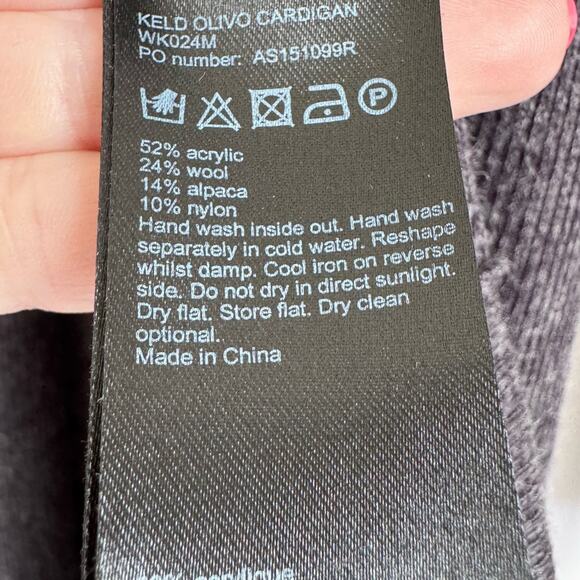 KELD OLIVO CARDIGAN
WK024M
PO number: AS151099R
P
52% acrylic
24% wool
14% alpaca
10% nylon
Hand wash inside out. Hand wash
separately in cold water. Reshape
whilst damp. Cool iron on reverse
side. Do not dry in direct sunlight.
Dry flat. Store flat. Dry clean
optional..
Made in China